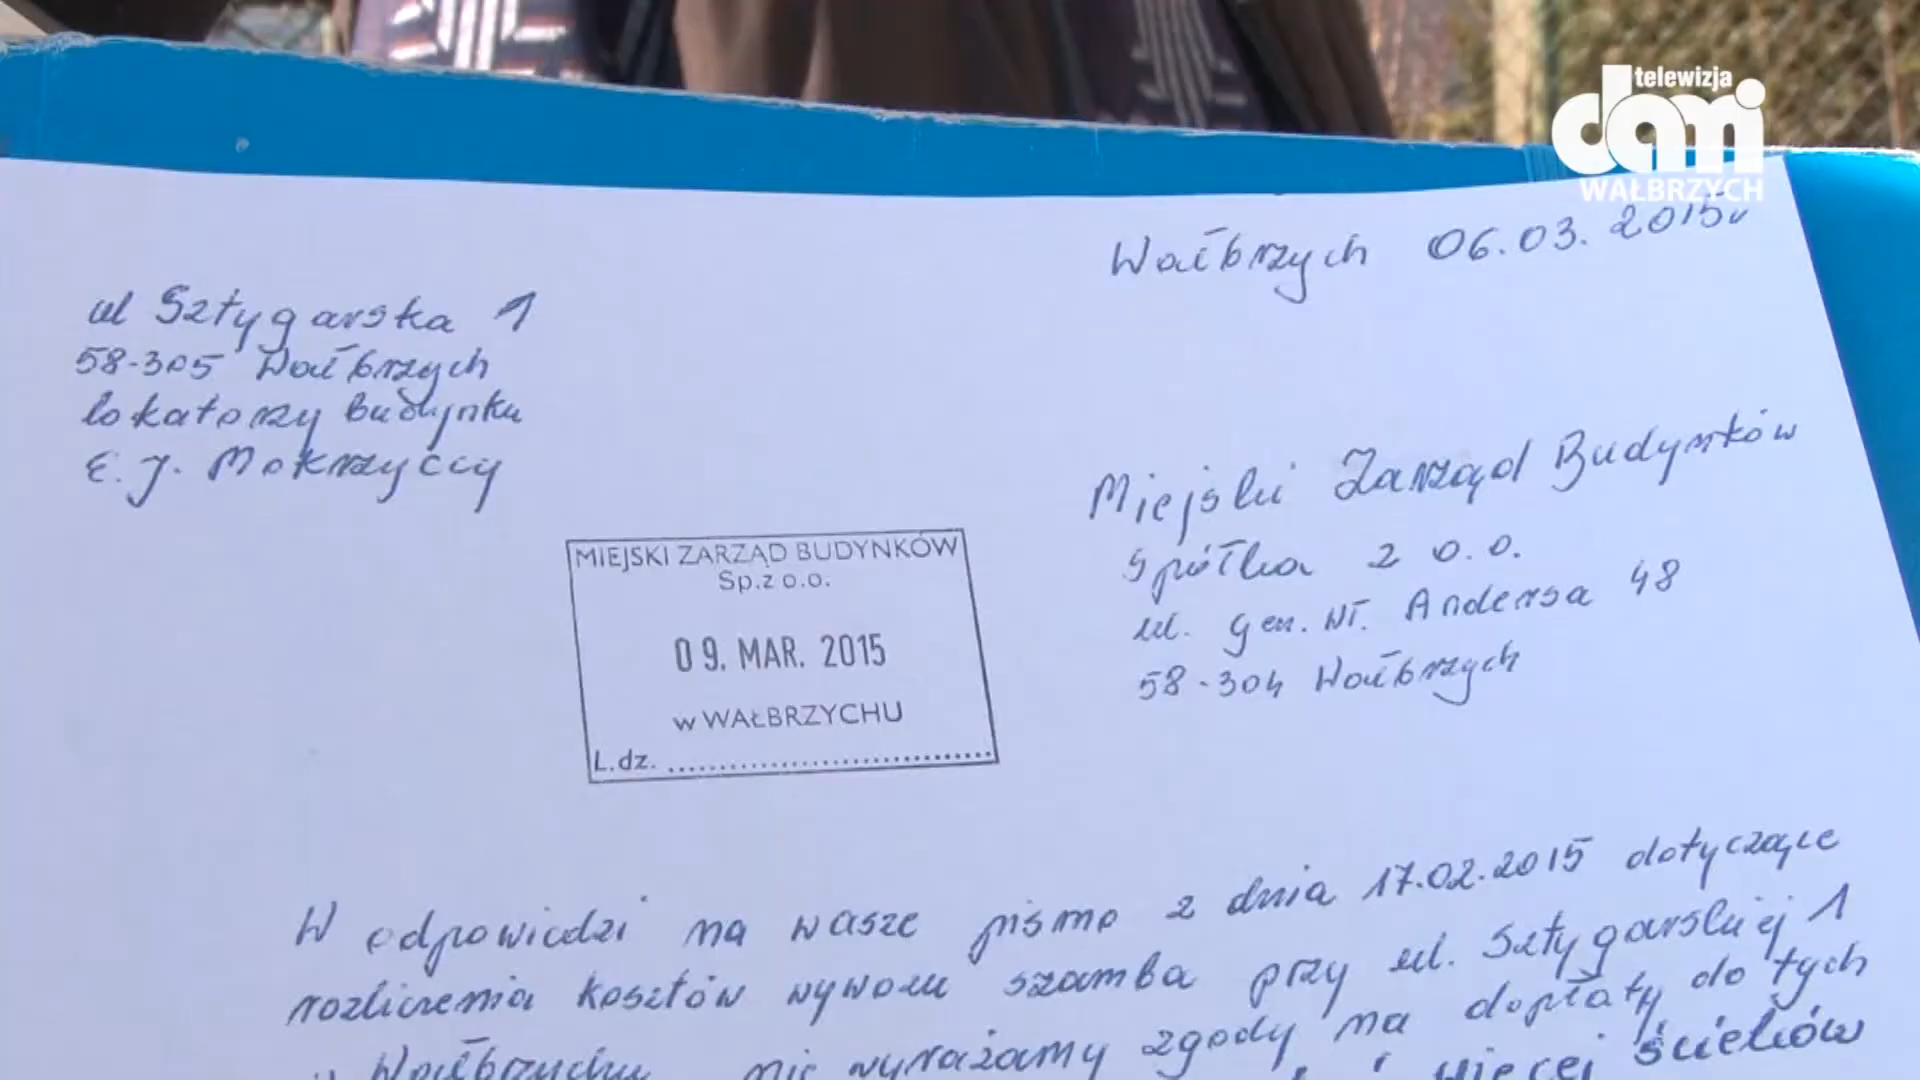 telewizja
dami
WAŁBRZYCH
Wałbrzych 06.03.2015r
ul Sztygarska 1
58-305 Wałbrzych
lokatorzy budynku
E. J. Mokrzyccy
Miejski Zarząd Budynków
Spółka z o.o.
ul. gen. Wł. Andersa 48
58-304 Wałbrzych
MIEJSKI ZARZĄD BUDYNKÓW
Sp.z o.o.
09. MAR. 2015
w WAŁBRZYCHU
L.dz. ..............................
W odpowiedzi na wasze pismo z dnia 17.02.2015 dotyczące
rozliczenia kosztów wywozu szamba przy ul. Sztygarskiej 1
w Wałbrzychu nie wyrażamy zgody na dopłaty do tych
więcej ścieków